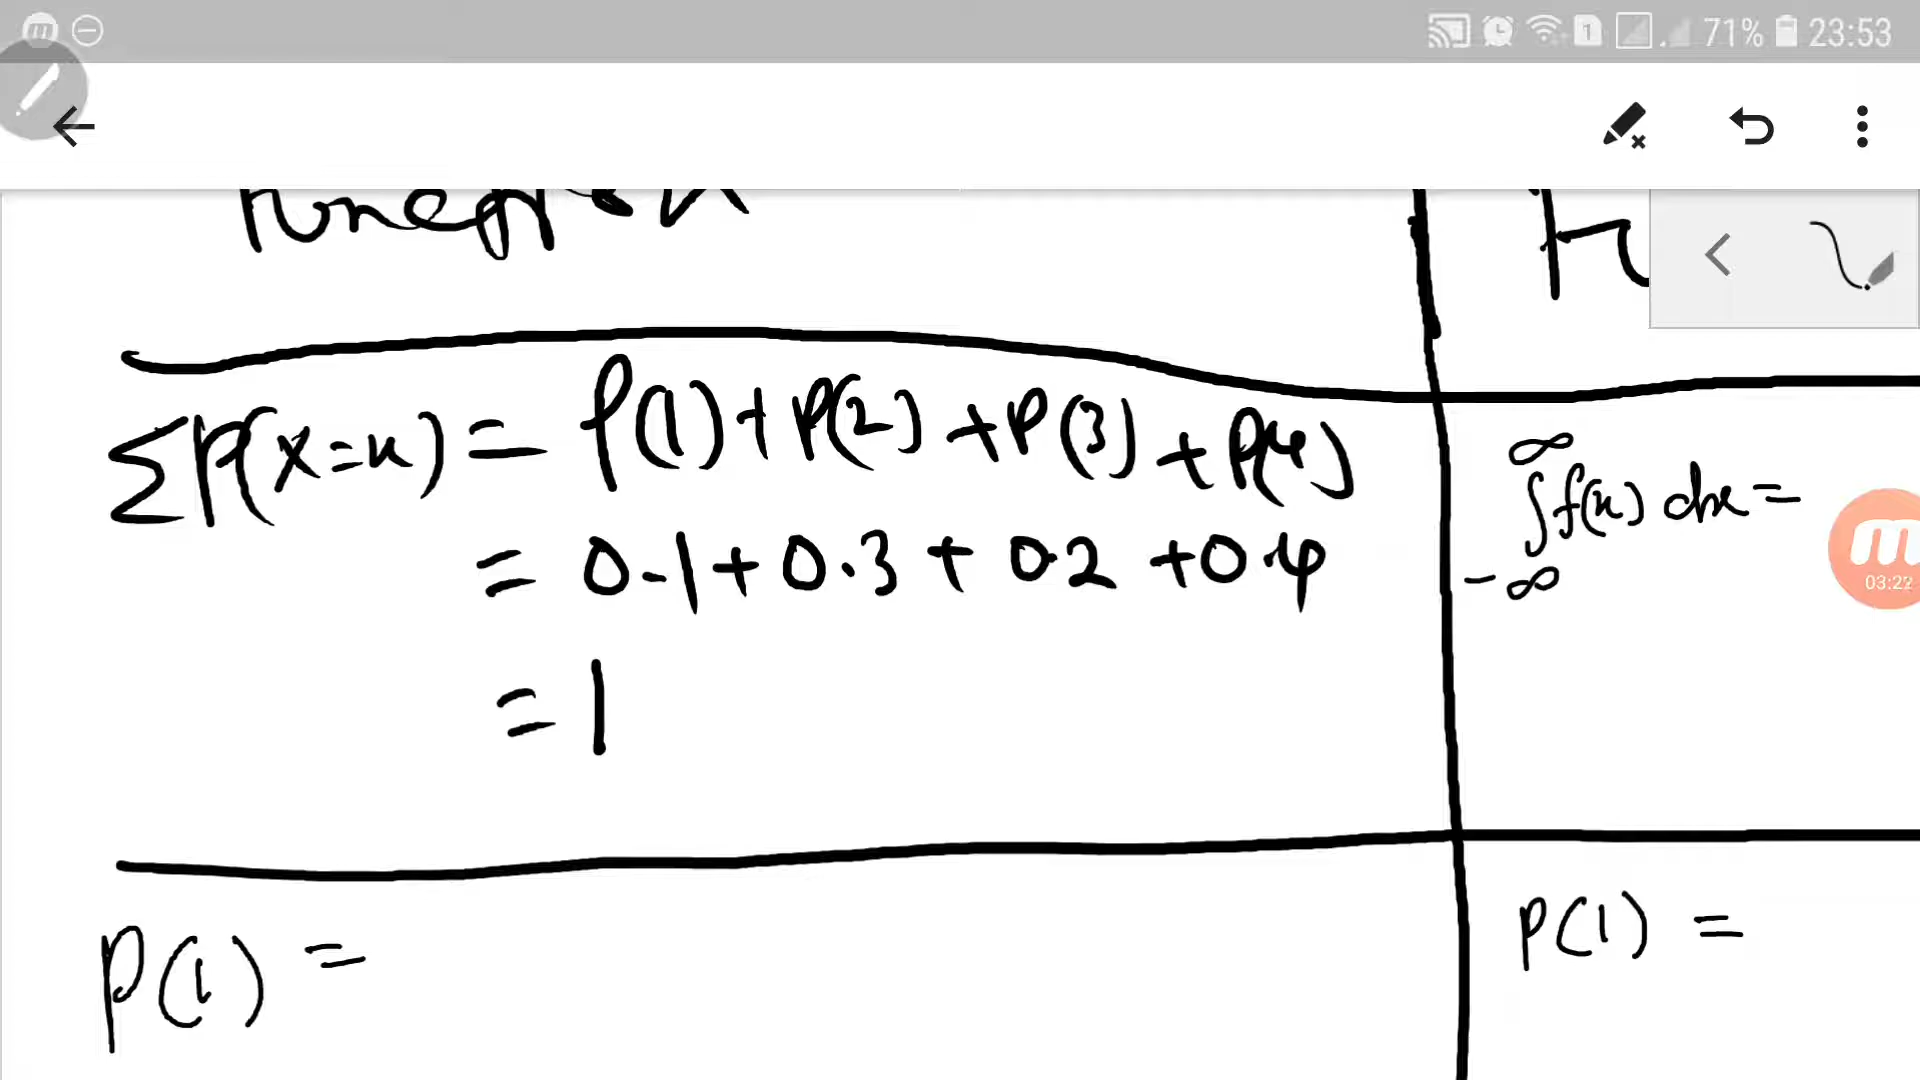 71% 23:53
function
∑P(X=x) = P(1) + P(2) + P(3) + P(4)
= 0.1 + 0.3 + 0.2 + 0.4
= 1
∞
∫ f(x) dx =
-∞
m
03:22
P(1) =
P(1) =